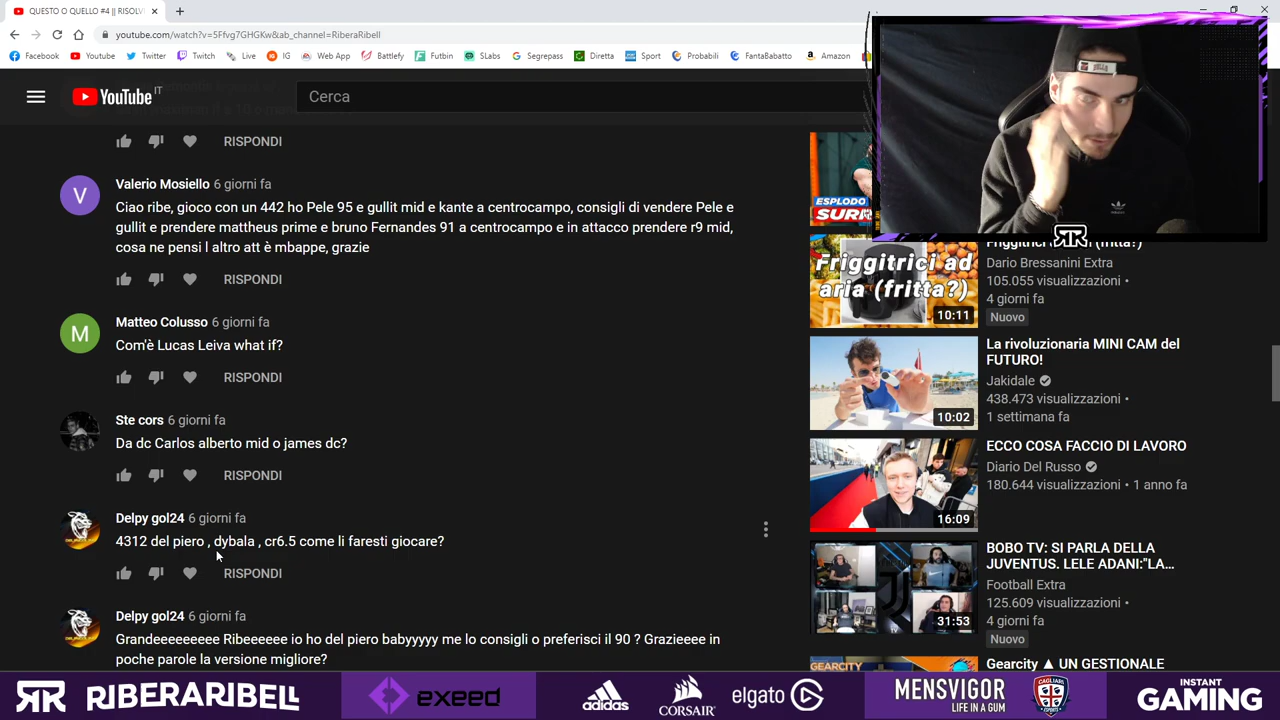 QUESTO O QUELLO #4 || RISOLV
youtube.com/watch?v=5Ffvg7GHGKw&ab_channel=RiberaRibell
Facebook Youtube Twitter Twitch Live IG Web App Battlefy Futbin SLabs Segrepass Diretta Sport Probabili FantaBabatto Amazon
YouTube IT
Cerca
RISPONDI
Valerio Mosiello 6 giorni fa
Ciao ribe, gioco con un 442 ho Pele 95 e gullit mid e kante a centrocampo, consigli di vendere Pele e
gullit e prendere matheus prime o bruno Fernandes 91 a centrocampo e in attacco prendere r9 mid,
cosa ne pensi l altro att è mbappe, grazie
RISPONDI
Matteo Colusso 6 giorni fa
Com'è Lucas Leiva what if?
RISPONDI
Ste cors 6 giorni fa
Da dc Carlos alberto mid o james dc?
RISPONDI
Delpy gol24 6 giorni fa
4312 del piero , dybala , cr6.5 come li faresti giocare?
RISPONDI
Delpy gol24 6 giorni fa
Grandeeeeeeeee Ribeeeeee io ho del piero babyyyy me lo consigli o preferisci il 90 ? Grazieeee in
poche parole la versione migliore?
ESPLODO
Friggitrici ad
aria (fritta?)
10:11
Friggitrici ad aria (fritta?)
Dario Bressanini Extra
105.055 visualizzazioni •
4 giorni fa
Nuovo
10:02
La rivoluzionaria MINI CAM del
FUTURO!
Jakidale
438.473 visualizzazioni •
1 settimana fa
16:09
ECCO COSA FACCIO DI LAVORO
Diario Del Russo
180.644 visualizzazioni • 1 anno fa
31:53
BOBO TV: SI PARLA DELLA
JUVENTUS. LELE ADANI:"LA...
Football Extra
125.609 visualizzazioni •
4 giorni fa
Nuovo
GEARCITY
Gearcity ▲ UN GESTIONALE
RR RIBERARIBELL exeed adidas CORSAIR elgato MENSVIGOR
LIFE IN A GUM CAGLIARI INSTANT
GAMING